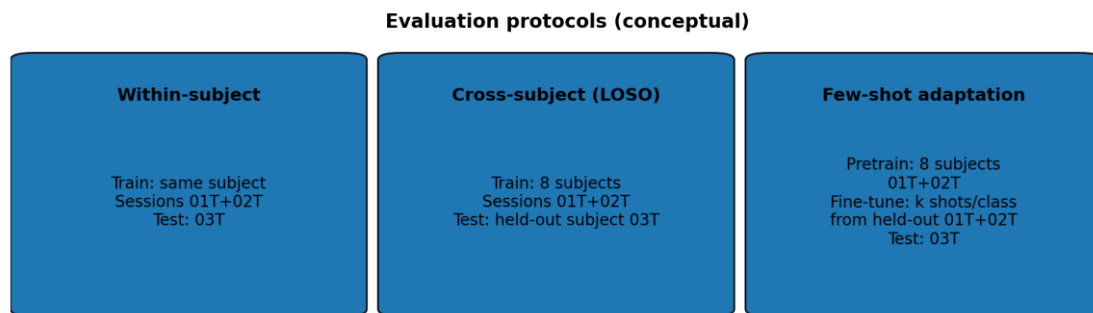 Evaluation protocols (conceptual)
Within-subject
Train: same subject
Sessions 01T+02T
Test: 03T
Cross-subject (LOSO)
Train: 8 subjects
Sessions 01T+02T
Test: held-out subject 03T
Few-shot adaptation
Pretrain: 8 subjects
01T+02T
Fine-tune: k shots/class
from held-out 01T+02T
Test: 03T